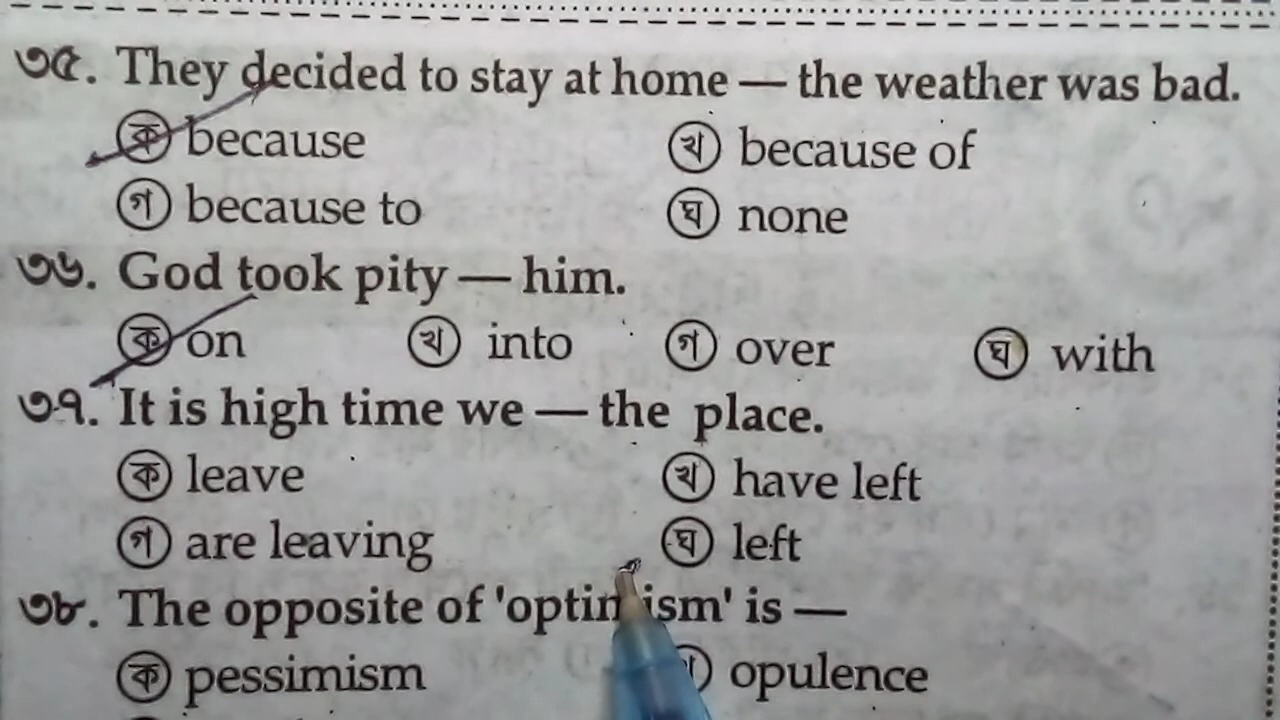 ৩৫. They decided to stay at home — the weather was bad.
ক because খ because of
গ because to ঘ none
৩৬. God took pity — him.
ক on খ into গ over ঘ with
৩৭. It is high time we — the place.
ক leave খ have left
গ are leaving ঘ left
৩৮. The opposite of 'optimism' is —
ক pessimism খ opulence